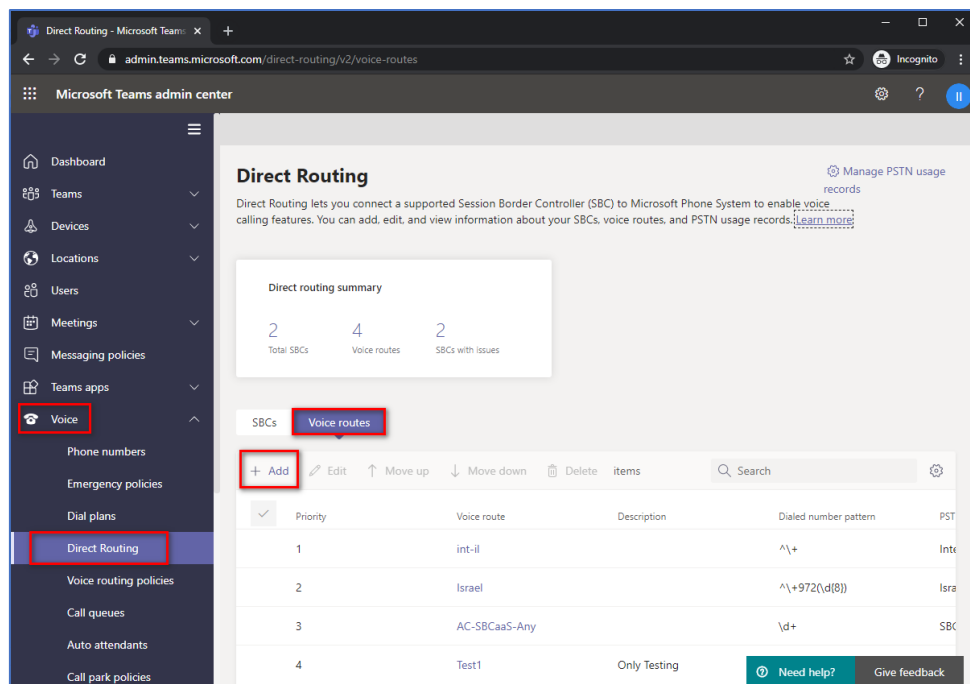 Direct Routing - Microsoft Teams
admin.teams.microsoft.com/direct-routing/v2/voice-routes
Incognito
Microsoft Teams admin center
?
II
Dashboard
Teams
Devices
Locations
Users
Meetings
Messaging policies
Teams apps
Voice
Phone numbers
Emergency policies
Dial plans
Direct Routing
Voice routing policies
Call queues
Auto attendants
Call park policies
Direct Routing
Manage PSTN usage
records
Direct Routing lets you connect a supported Session Border Controller (SBC) to Microsoft Phone System to enable voice
calling features. You can add, edit, and view information about your SBCs, voice routes, and PSTN usage records. Learn more
Direct routing summary
2 4 2
Total SBCs Voice routes SBCs with issues
SBCs Voice routes
+ Add Edit Move up Move down Delete items Search
Priority Voice route Description Dialed number pattern PST
1 int-il ^\+ Inte
2 Israel ^\+972(\d{8}) Isra
3 AC-SBCaaS-Any \d+ SBC
4 Test1 Only Testing
Need help? Give feedback